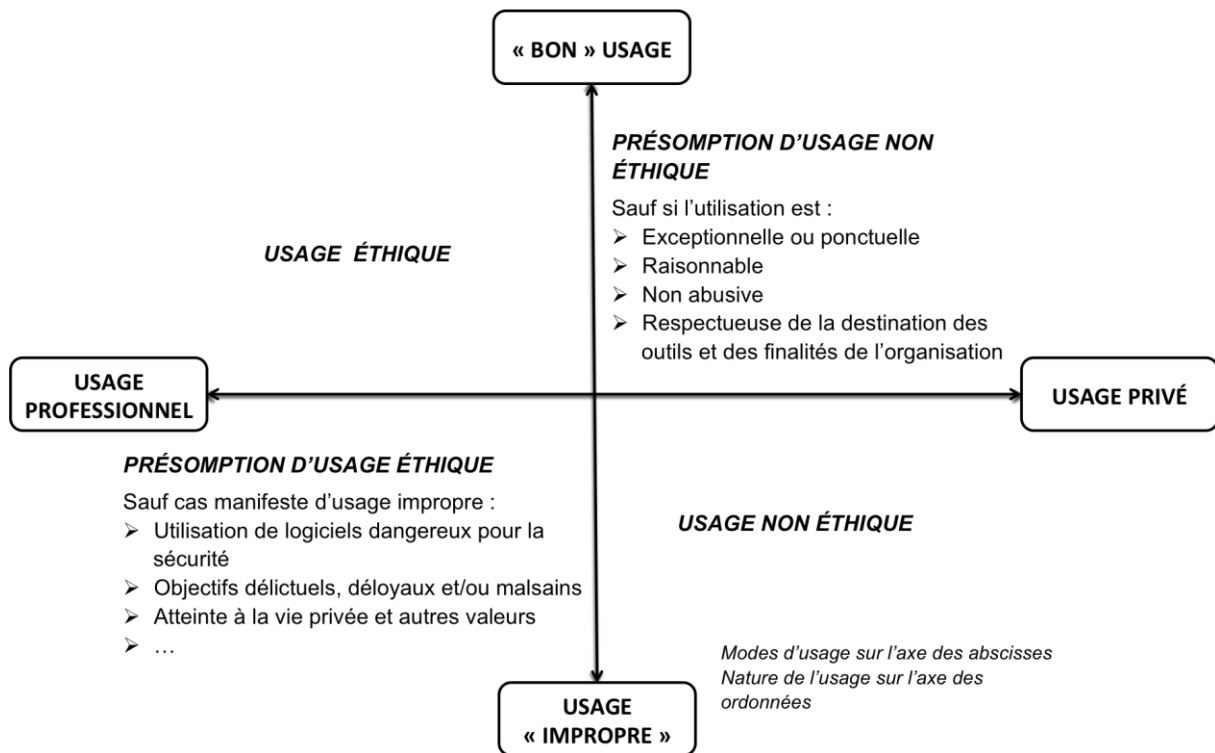 « BON » USAGE
PRÉSOMPTION D’USAGE NON
ÉTHIQUE
Sauf si l’utilisation est :
➢ Exceptionnelle ou ponctuelle
➢ Raisonnable
➢ Non abusive
➢ Respectueuse de la destination des
outils et des finalités de l’organisation
USAGE ÉTHIQUE
USAGE
PROFESSIONNEL
USAGE PRIVÉ
PRÉSOMPTION D’USAGE ÉTHIQUE
Sauf cas manifeste d’usage impropre :
➢ Utilisation de logiciels dangereux pour la
sécurité
➢ Objectifs délictuels, déloyaux et/ou malsains
➢ Atteinte à la vie privée et autres valeurs
➢ …
USAGE NON ÉTHIQUE
Modes d’usage sur l’axe des abscisses
Nature de l’usage sur l’axe des
ordonnées
USAGE
« IMPROPRE »